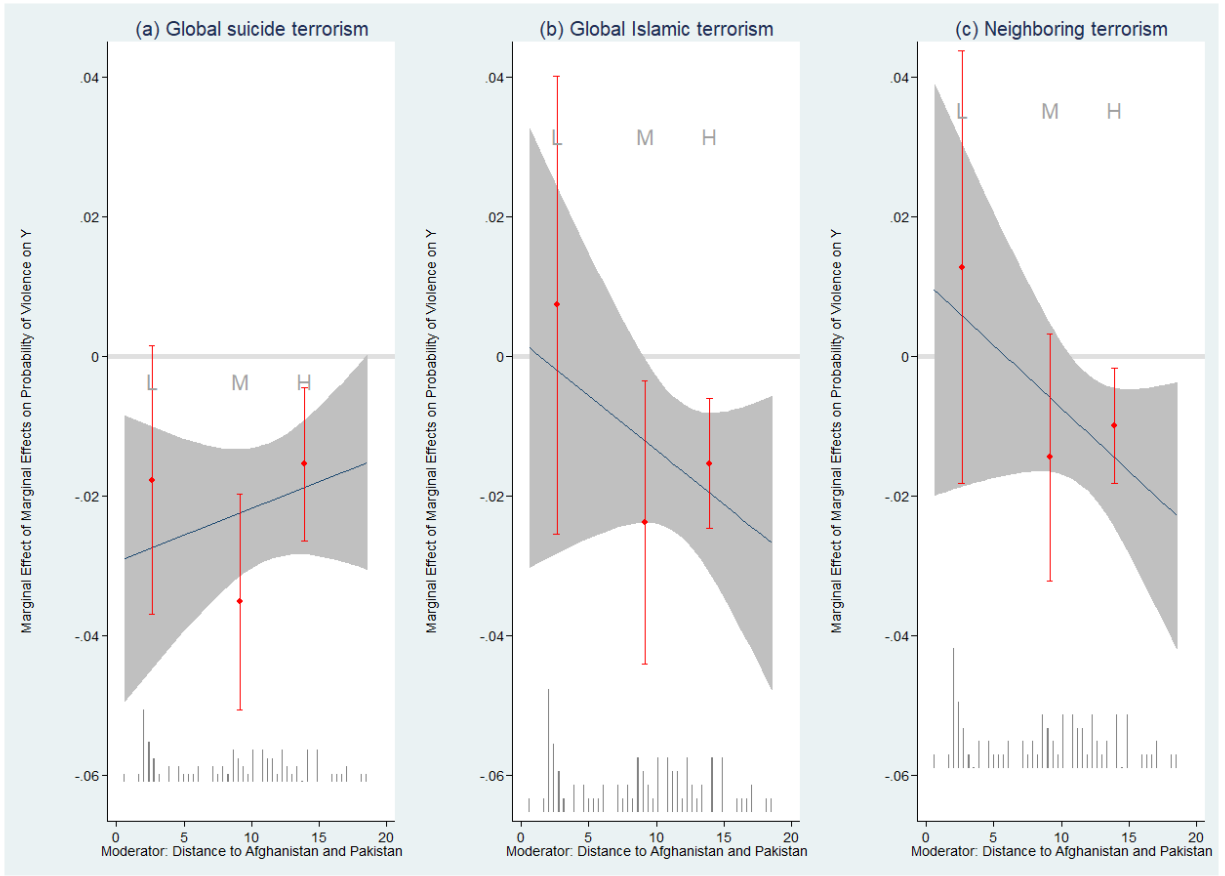 (a) Global suicide terrorism
Marginal Effect of Marginal Effects on Probability of Violence on Y
.04
.02
0
-.02
-.04
-.06
L M H
0 5 10 15 20
Moderator: Distance to Afghanistan and Pakistan
(b) Global Islamic terrorism
Marginal Effect of Marginal Effects on Probability of Violence on Y
.04
.02
0
-.02
-.04
-.06
L M H
0 5 10 15 20
Moderator: Distance to Afghanistan and Pakistan
(c) Neighboring terrorism
Marginal Effect of Marginal Effects on Probability of Violence on Y
.04
.02
0
-.02
-.04
-.06
L M H
0 5 10 15 20
Moderator: Distance to Afghanistan and Pakistan